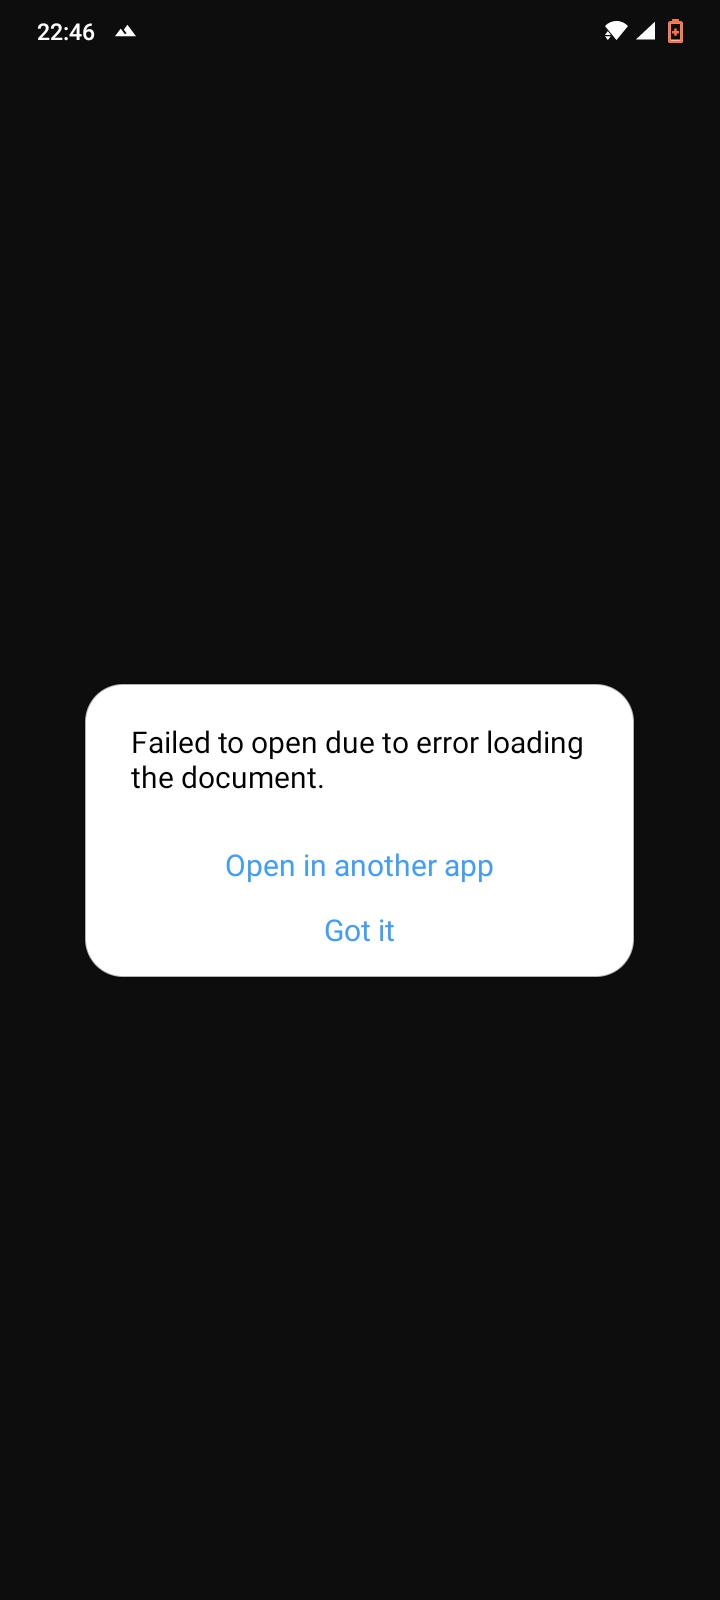 22:46
Failed to open due to error loading
the document.
Open in another app
Got it